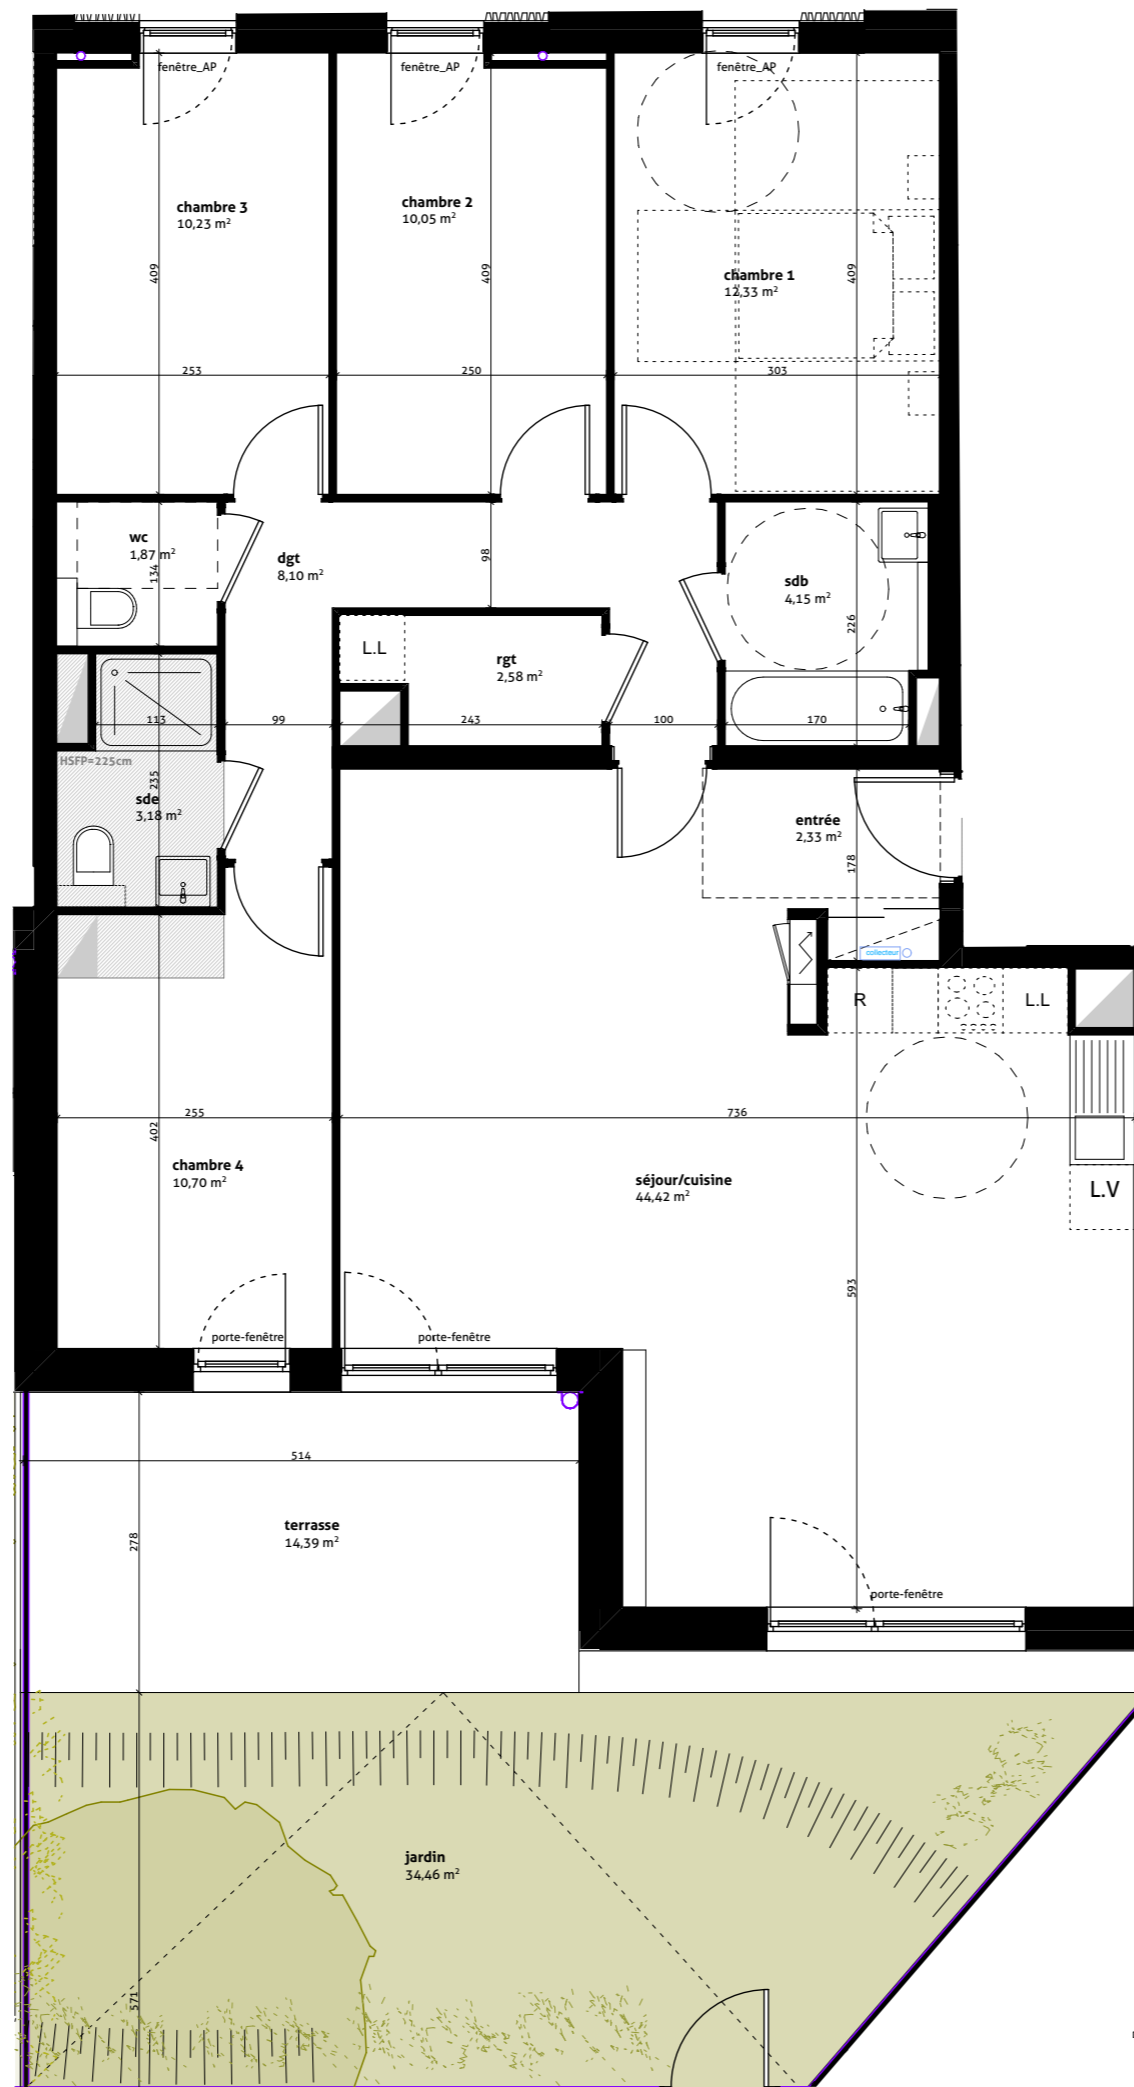 fenêtre_AP
fenêtre_AP
fenêtre_AP
chambre 3
10,23 m²
chambre 2
10,05 m²
chambre 1
12,33 m²
409
409
409
253
250
303
wc
1,87 m²
134
dgt
8,10 m²
98
sdb
4,15 m²
226
L.L
rgt
2,58 m²
113
99
243
100
170
HSFP=225cm
235
sde
3,18 m²
entrée
2,33 m²
178
collecteur
R
L.L
255
402
736
chambre 4
10,70 m²
séjour/cuisine
44,42 m²
L.V
593
porte-fenêtre
porte-fenêtre
514
278
terrasse
14,39 m²
porte-fenêtre
jardin
34,46 m²
571